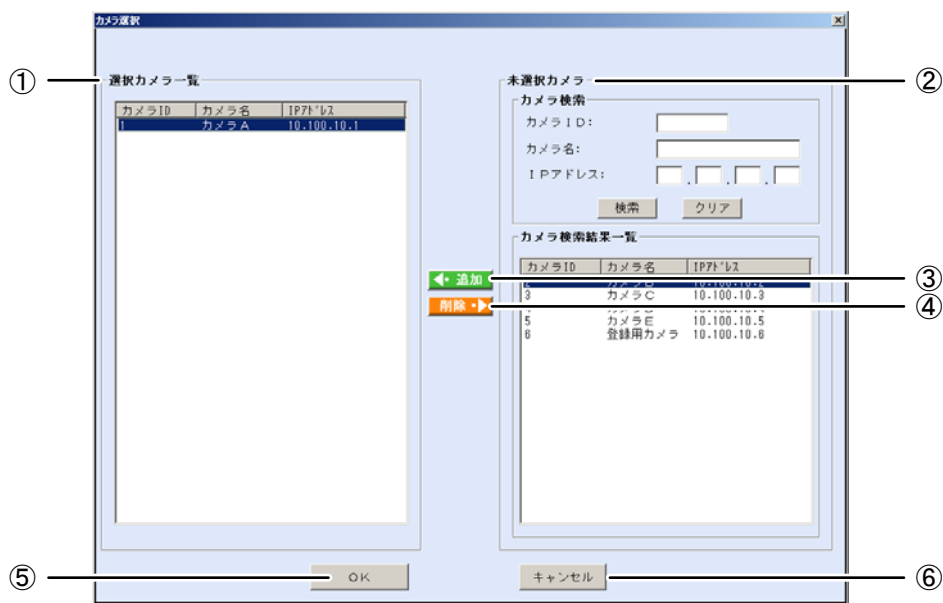 カメラ選択
①
選択カメラ一覧
カメラID カメラ名 IPアドレス
1 カメラA 10.100.10.1
②
未選択カメラ
カメラ検索
カメラID:
カメラ名:
IPアドレス:
. . .
検索 クリア
カメラ検索結果一覧
カメラID カメラ名 IPアドレス
3 カメラC 10.100.10.3
5 カメラE 10.100.10.5
6 登録用カメラ 10.100.10.6
追加 ③
削除 ④
⑤ OK
キャンセル ⑥